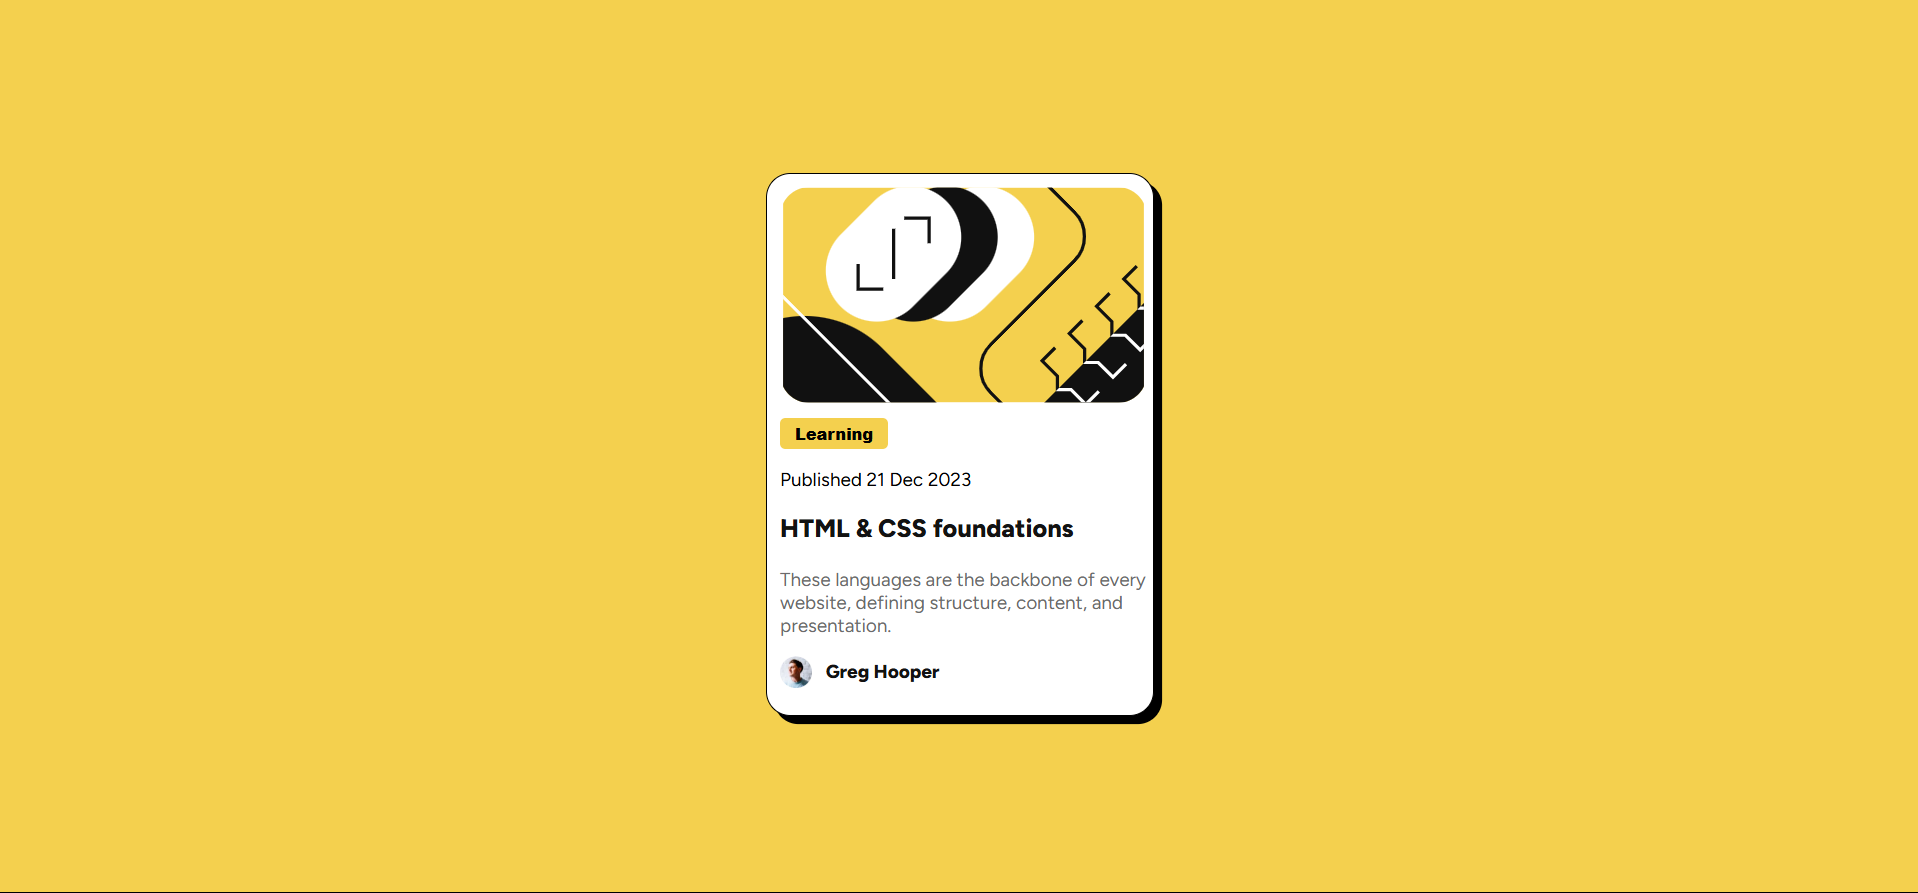 Learning
Published 21 Dec 2023
HTML & CSS foundations
These languages are the backbone of every
website, defining structure, content, and
presentation.
Greg Hooper